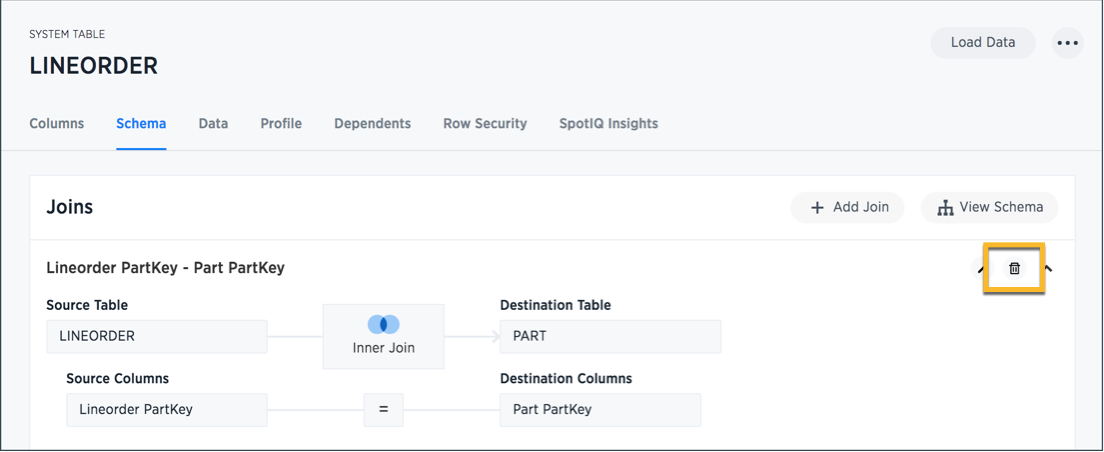 SYSTEM TABLE
LINEORDER
Load Data
Columns Schema Data Profile Dependents Row Security SpotIQ Insights
Joins
Add Join
View Schema
Lineorder PartKey - Part PartKey
Source Table
Destination Table
LINEORDER
Inner Join
PART
Source Columns
Destination Columns
Lineorder PartKey
=
Part PartKey